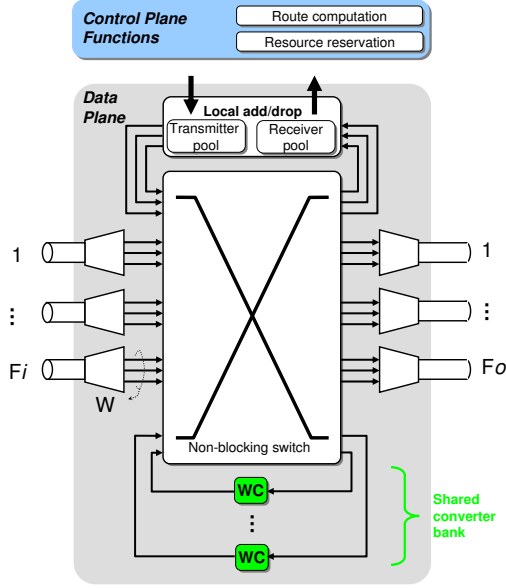 Control Plane
Functions
Route computation
Resource reservation
Data
Plane
Local add/drop
Transmitter
pool
Receiver
pool
1
1
⋮
⋮
Fi
Fo
W
Non-blocking switch
WC
⋮
WC
Shared
converter
bank